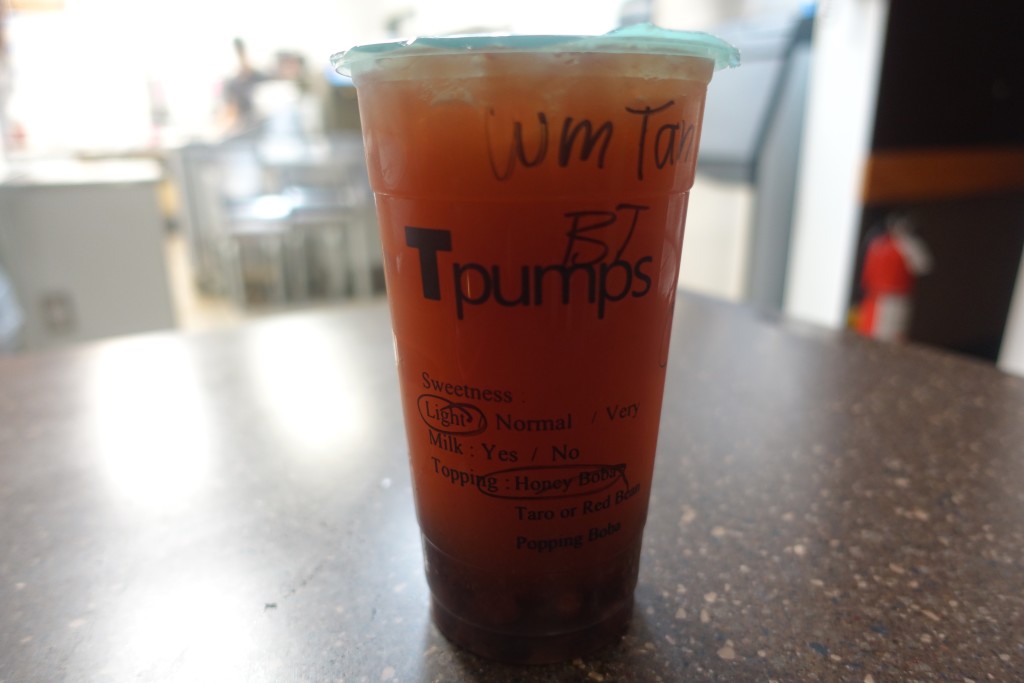 WM Tan
BT
Tpumps
Sweetness
Light / Normal / Very
Milk : Yes / No
Topping : Honey Boba
Taro or Red Bean
Popping Boba